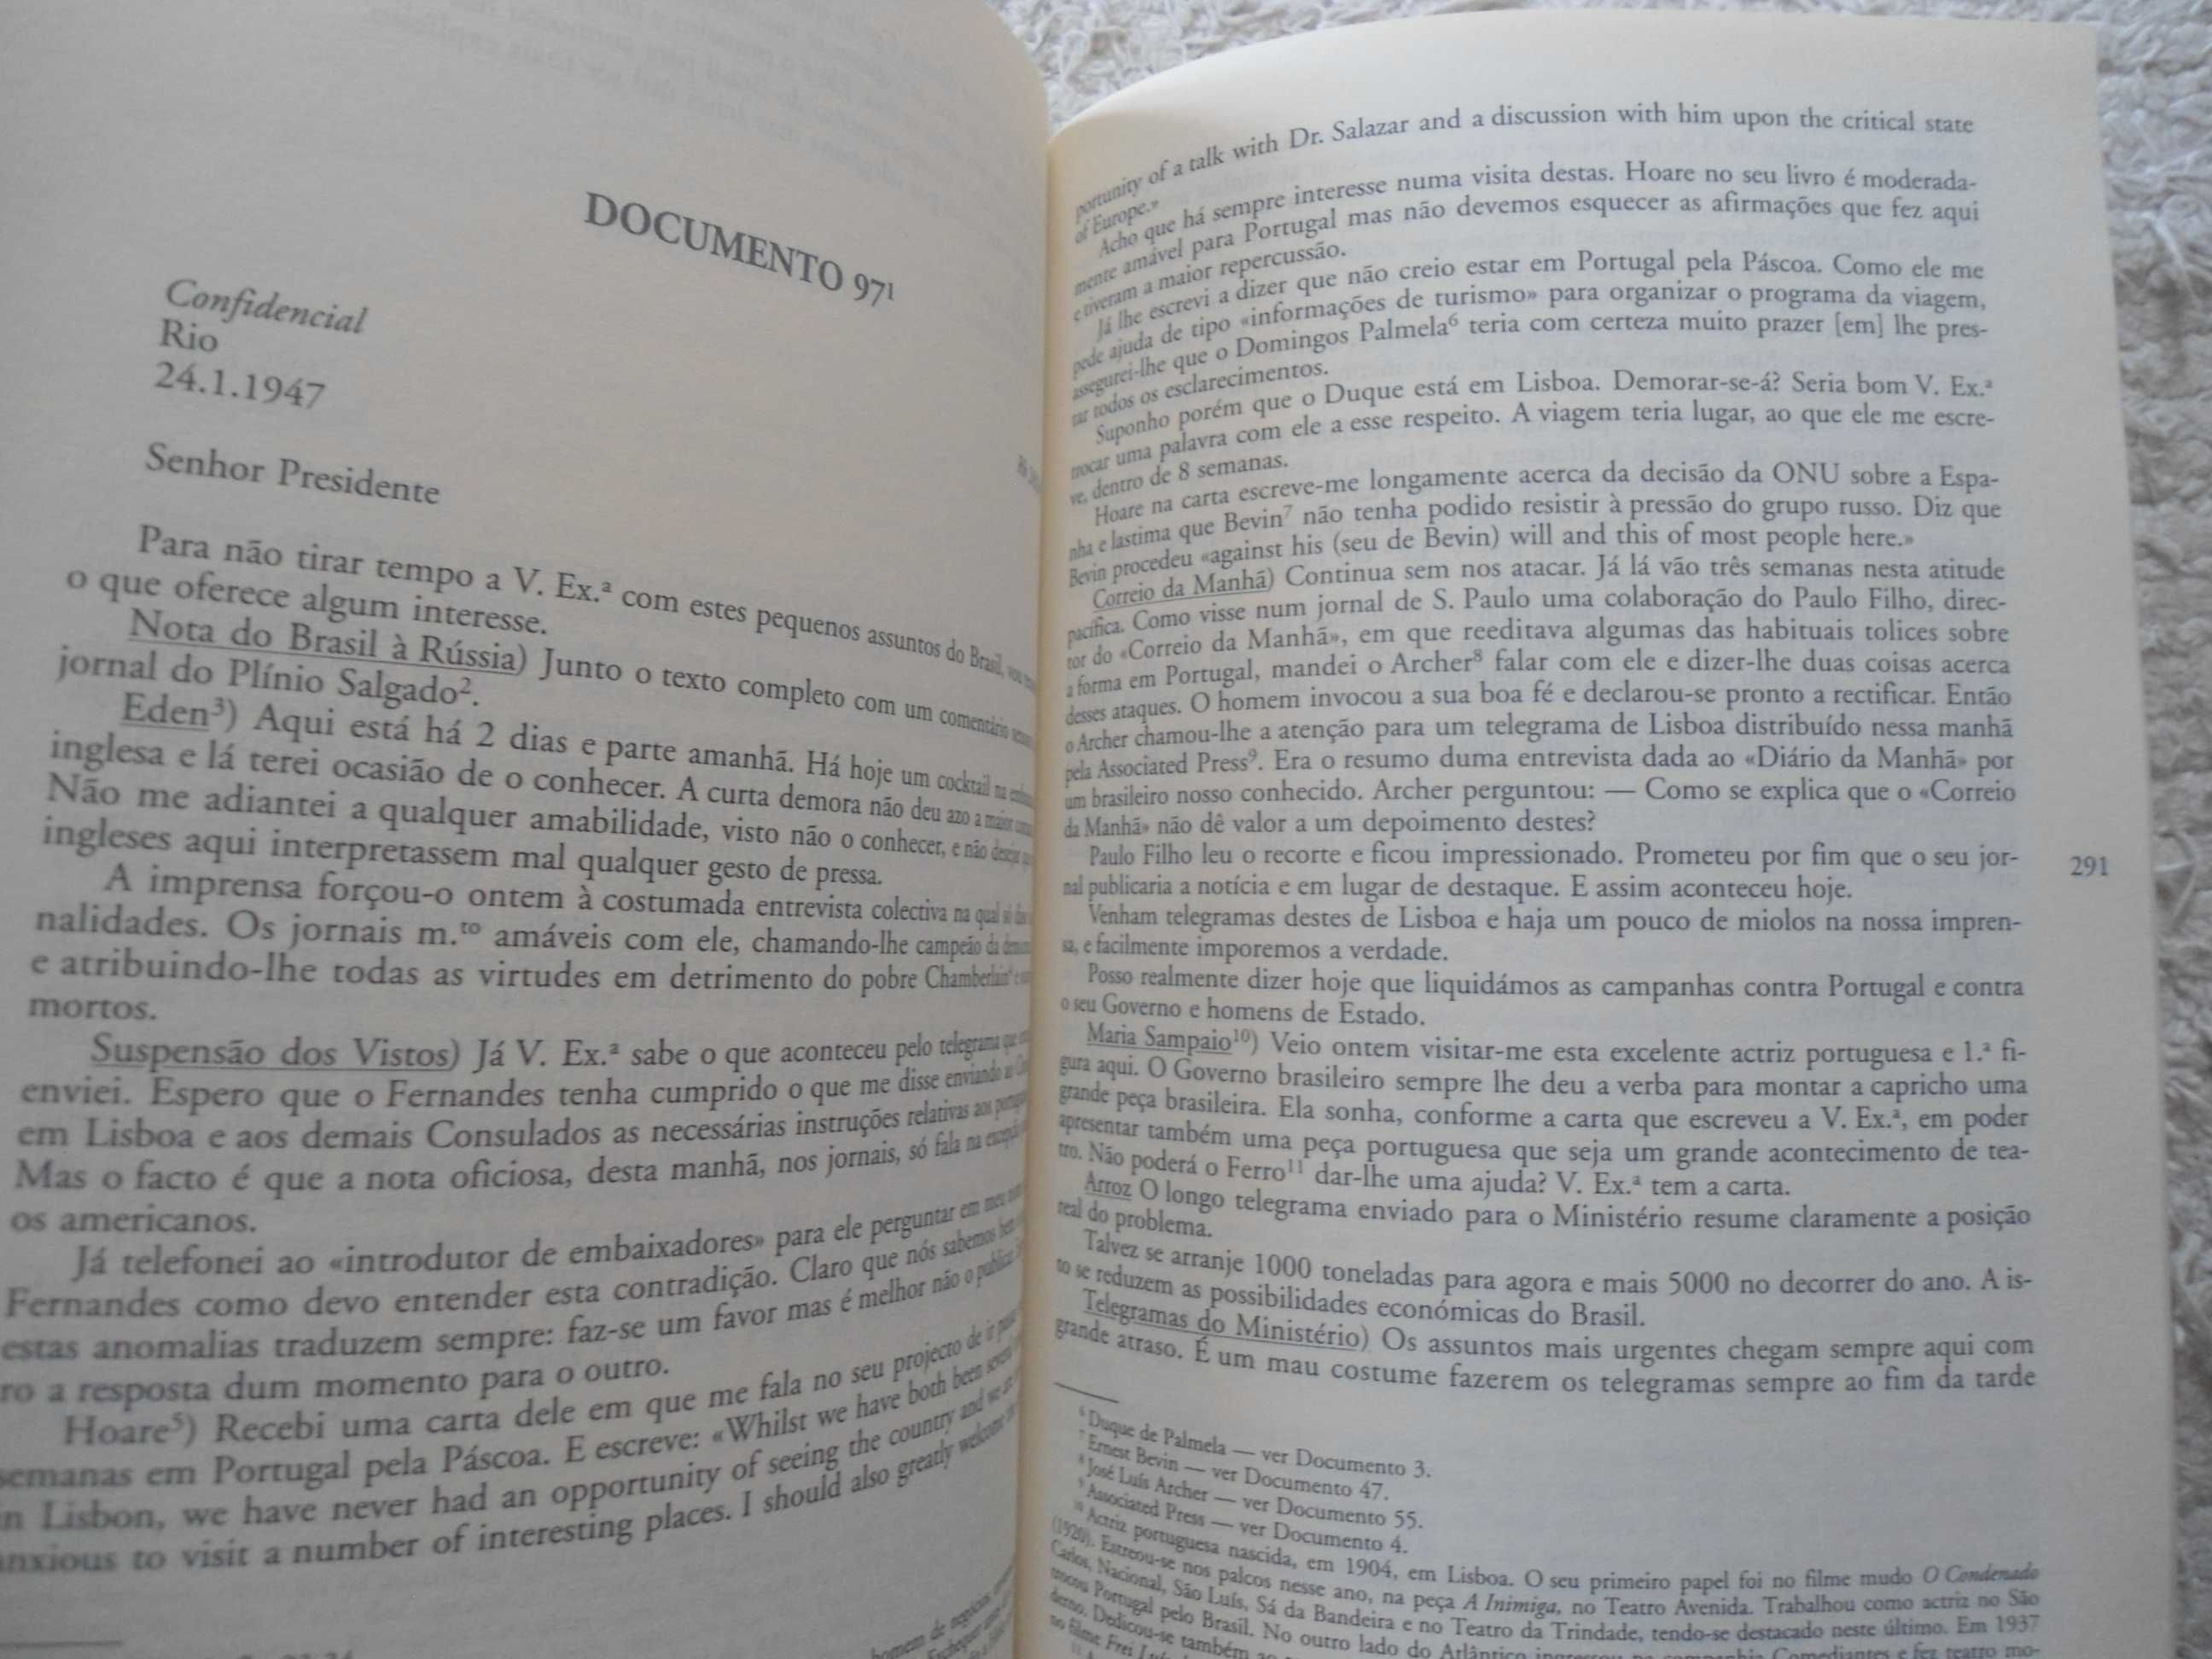 DOCUMENTO 97¹
Confidencial
Rio
24.1.1947
Senhor Presidente
Para não tirar tempo a V. Ex.ª com estes pequenos assuntos do Brasil, vou
o que oferece algum interesse.
Nota do Brasil à Rússia) Junto o texto completo com um comentário
jornal do Plínio Salgado².
Eden³) Aqui está há 2 dias e parte amanhã. Há hoje um cocktail na
inglesa e lá terei ocasião de o conhecer. A curta demora não deu azo a maior
Não me adiantei a qualquer amabilidade, visto não o conhecer, e não
ingleses aqui interpretassem mal qualquer gesto de pressa.
A imprensa forçou-o ontem à costumada entrevista colectiva na qual só
nalidades. Os jornais m.ᵗᵒ amáveis com ele, chamando-lhe campeão da
e atribuindo-lhe todas as virtudes em detrimento do pobre Chamberlain⁴ e
mortos.
Suspensão dos Vistos) Já V. Ex.ª sabe o que aconteceu pelo telegrama que
enviei. Espero que o Fernandes tenha cumprido o que me disse enviando ao
em Lisboa e aos demais Consulados as necessárias instruções relativas aos
Mas o facto é que a nota oficiosa, desta manhã, nos jornais, só fala na
os americanos.
Já telefonei ao «introdutor de embaixadores» para ele perguntar em meu
Fernandes como devo entender esta contradição. Claro que nós sabemos bem
estas anomalias traduzem sempre: faz-se um favor mas é melhor não o publicar.
ro a resposta dum momento para o outro.
Hoare⁵) Recebi uma carta dele em que me fala no seu projecto de ir
semanas em Portugal pela Páscoa. E escreve: «Whilst we have both been several
in Lisbon, we have never had an opportunity of seeing the country and we are
anxious to visit a number of interesting places. I should also greatly welcome the
homem de negócios,
portunity of a talk with Dr. Salazar and a discussion with him upon the critical state
of Europe.»
Acho que há sempre interesse numa visita destas. Hoare no seu livro é moderada-
mente amável para Portugal mas não devemos esquecer as afirmações que fez aqui
e tiveram a maior repercussão.
Já lhe escrevi a dizer que não creio estar em Portugal pela Páscoa. Como ele me
pede ajuda de tipo «informações de turismo» para organizar o programa da viagem,
assegurei-lhe que o Domingos Palmela⁶ teria com certeza muito prazer [em] lhe pres-
tar todos os esclarecimentos.
Suponho porém que o Duque está em Lisboa. Demorar-se-á? Seria bom V. Ex.ª
trocar uma palavra com ele a esse respeito. A viagem teria lugar, ao que ele me escre-
ve, dentro de 8 semanas.
Hoare na carta escreve-me longamente acerca da decisão da ONU sobre a Espa-
nha e lastima que Bevin⁷ não tenha podido resistir à pressão do grupo russo. Diz que
Bevin procedeu «against his (seu de Bevin) will and this of most people here.»
Correio da Manhã) Continua sem nos atacar. Já lá vão três semanas nesta atitude
pacífica. Como visse num jornal de S. Paulo uma colaboração do Paulo Filho, direc-
tor do «Correio da Manhã», em que reeditava algumas das habituais tolices sobre
a forma em Portugal, mandei o Archer⁸ falar com ele e dizer-lhe duas coisas acerca
desses ataques. O homem invocou a sua boa fé e declarou-se pronto a rectificar. Então
o Archer chamou-lhe a atenção para um telegrama de Lisboa distribuído nessa manhã
pela Associated Press⁹. Era o resumo duma entrevista dada ao «Diário da Manhã» por
um brasileiro nosso conhecido. Archer perguntou: — Como se explica que o «Correio
da Manhã» não dê valor a um depoimento destes?
Paulo Filho leu o recorte e ficou impressionado. Prometeu por fim que o seu jor-
nal publicaria a notícia e em lugar de destaque. E assim aconteceu hoje.
Venham telegramas destes de Lisboa e haja um pouco de miolos na nossa impren-
sa, e facilmente imporemos a verdade.
Posso realmente dizer hoje que liquidámos as campanhas contra Portugal e contra
o seu Governo e homens de Estado.
Maria Sampaio¹⁰) Veio ontem visitar-me esta excelente actriz portuguesa e 1.ª fi-
gura aqui. O Governo brasileiro sempre lhe deu a verba para montar a capricho uma
grande peça brasileira. Ela sonha, conforme a carta que escreveu a V. Ex.ª, em poder
apresentar também uma peça portuguesa que seja um grande acontecimento de tea-
tro. Não poderá o Ferro¹¹ dar-lhe uma ajuda? V. Ex.ª tem a carta.
Arroz O longo telegrama enviado para o Ministério resume claramente a posição
real do problema.
Talvez se arranje 1000 toneladas para agora e mais 5000 no decorrer do ano. A is-
to se reduzem as possibilidades económicas do Brasil.
Telegramas do Ministério) Os assuntos mais urgentes chegam sempre aqui com
grande atraso. É um mau costume fazerem os telegramas sempre ao fim da tarde
291
⁶ Duque de Palmela — ver Documento 3.
⁷ Ernest Bevin — ver Documento 47.
⁸ José Luís Archer — ver Documento 55.
⁹ Associated Press — ver Documento 4.
¹⁰ Actriz portuguesa nascida, em 1904, em Lisboa. O seu primeiro papel foi no filme mudo O Condenado
(1920). Estreou-se nos palcos nesse ano, na peça A Inimiga, no Teatro Avenida. Trabalhou como actriz no São
Carlos, Nacional, São Luís, Sá da Bandeira e no Teatro da Trindade, tendo-se destacado neste último. Em 1937
trocou Portugal pelo Brasil. No outro lado do Atlântico ingressou na companhia Comediantes e fez teatro mo-
derno. Dedicou-se também
no filme Frei Luís